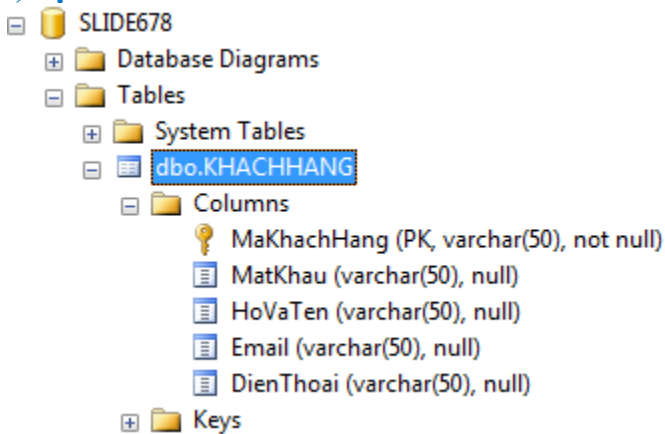 SLIDE678
Database Diagrams
Tables
System Tables
dbo.KHACHHANG
Columns
MaKhachHang (PK, varchar(50), not null)
MatKhau (varchar(50), null)
HoVaTen (varchar(50), null)
Email (varchar(50), null)
DienThoai (varchar(50), null)
Keys